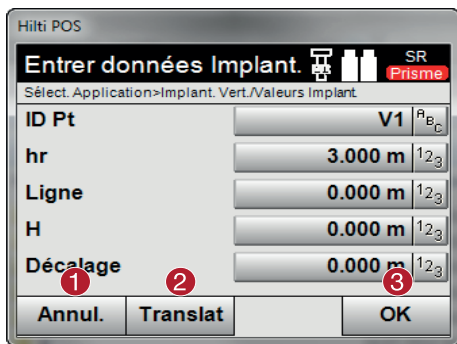 Hilti POS
Entrer données Implant. SR Prisme
Sélect. Application>Implant. Vert./Valeurs Implant.
ID Pt V1 ABC
hr 3.000 m 123
Ligne 0.000 m 123
H 0.000 m 123
Décalage 0.000 m 123
1 2 3
Annul. Translat OK